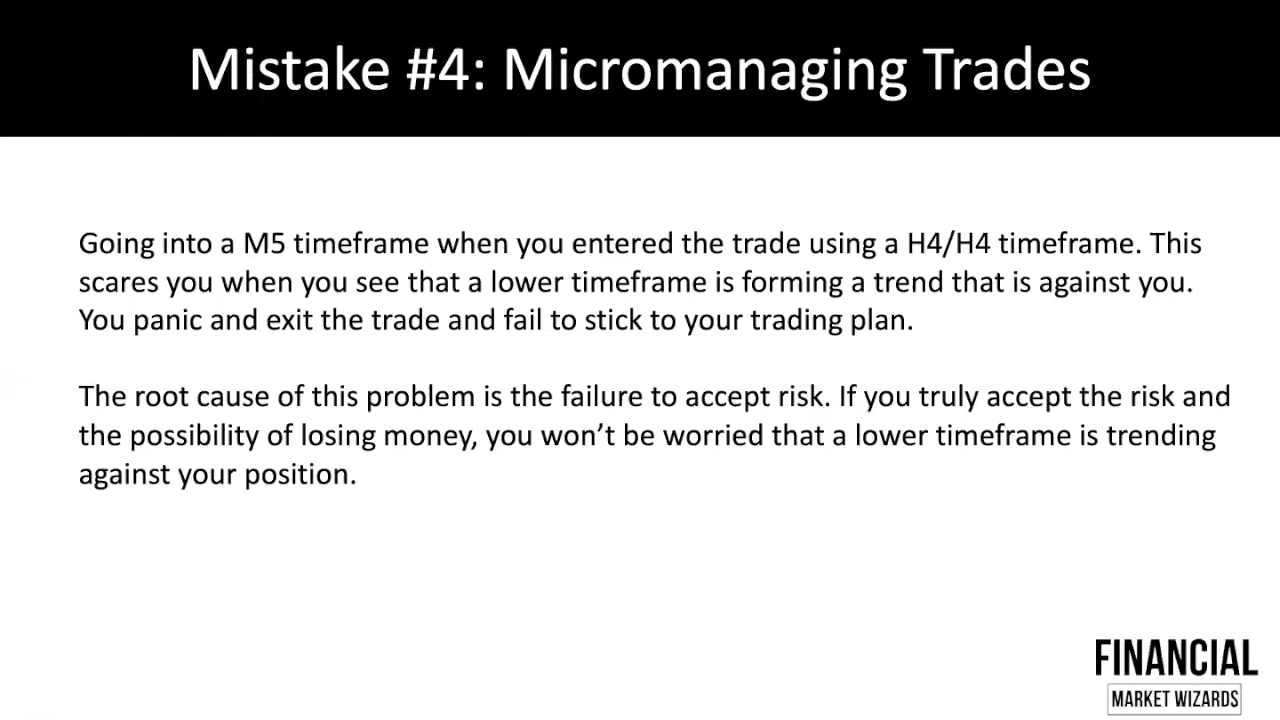 Mistake #4: Micromanaging Trades
Going into a M5 timeframe when you entered the trade using a H4/H4 timeframe. This
scares you when you see that a lower timeframe is forming a trend that is against you.
You panic and exit the trade and fail to stick to your trading plan.
The root cause of this problem is the failure to accept risk. If you truly accept the risk and
the possibility of losing money, you won’t be worried that a lower timeframe is trending
against your position.
FINANCIAL
MARKET WIZARDS